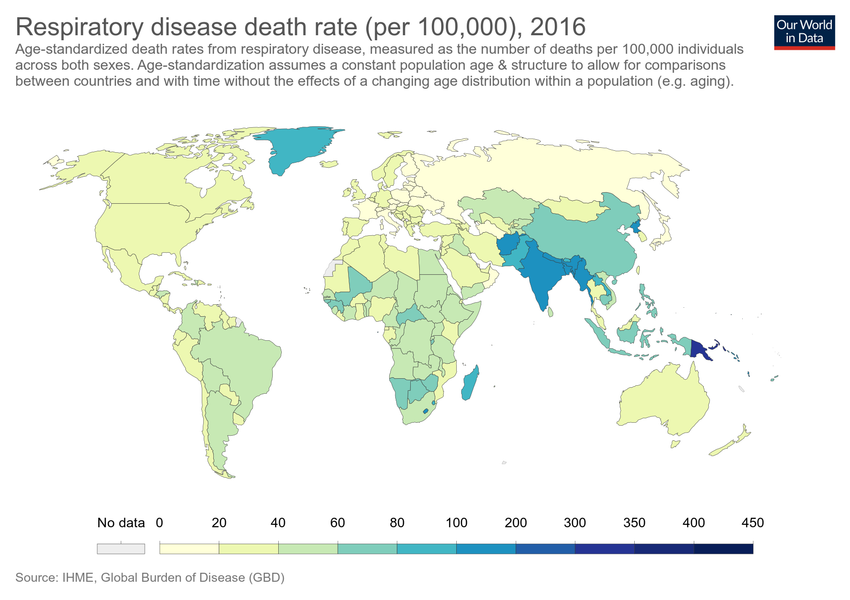 Respiratory disease death rate (per 100,000), 2016
Our World
in Data
Age-standardized death rates from respiratory disease, measured as the number of deaths per 100,000 individuals
across both sexes. Age-standardization assumes a constant population age & structure to allow for comparisons
between countries and with time without the effects of a changing age distribution within a population (e.g. aging).
No data 0 20 40 60 80 100 200 300 350 400 450
Source: IHME, Global Burden of Disease (GBD)